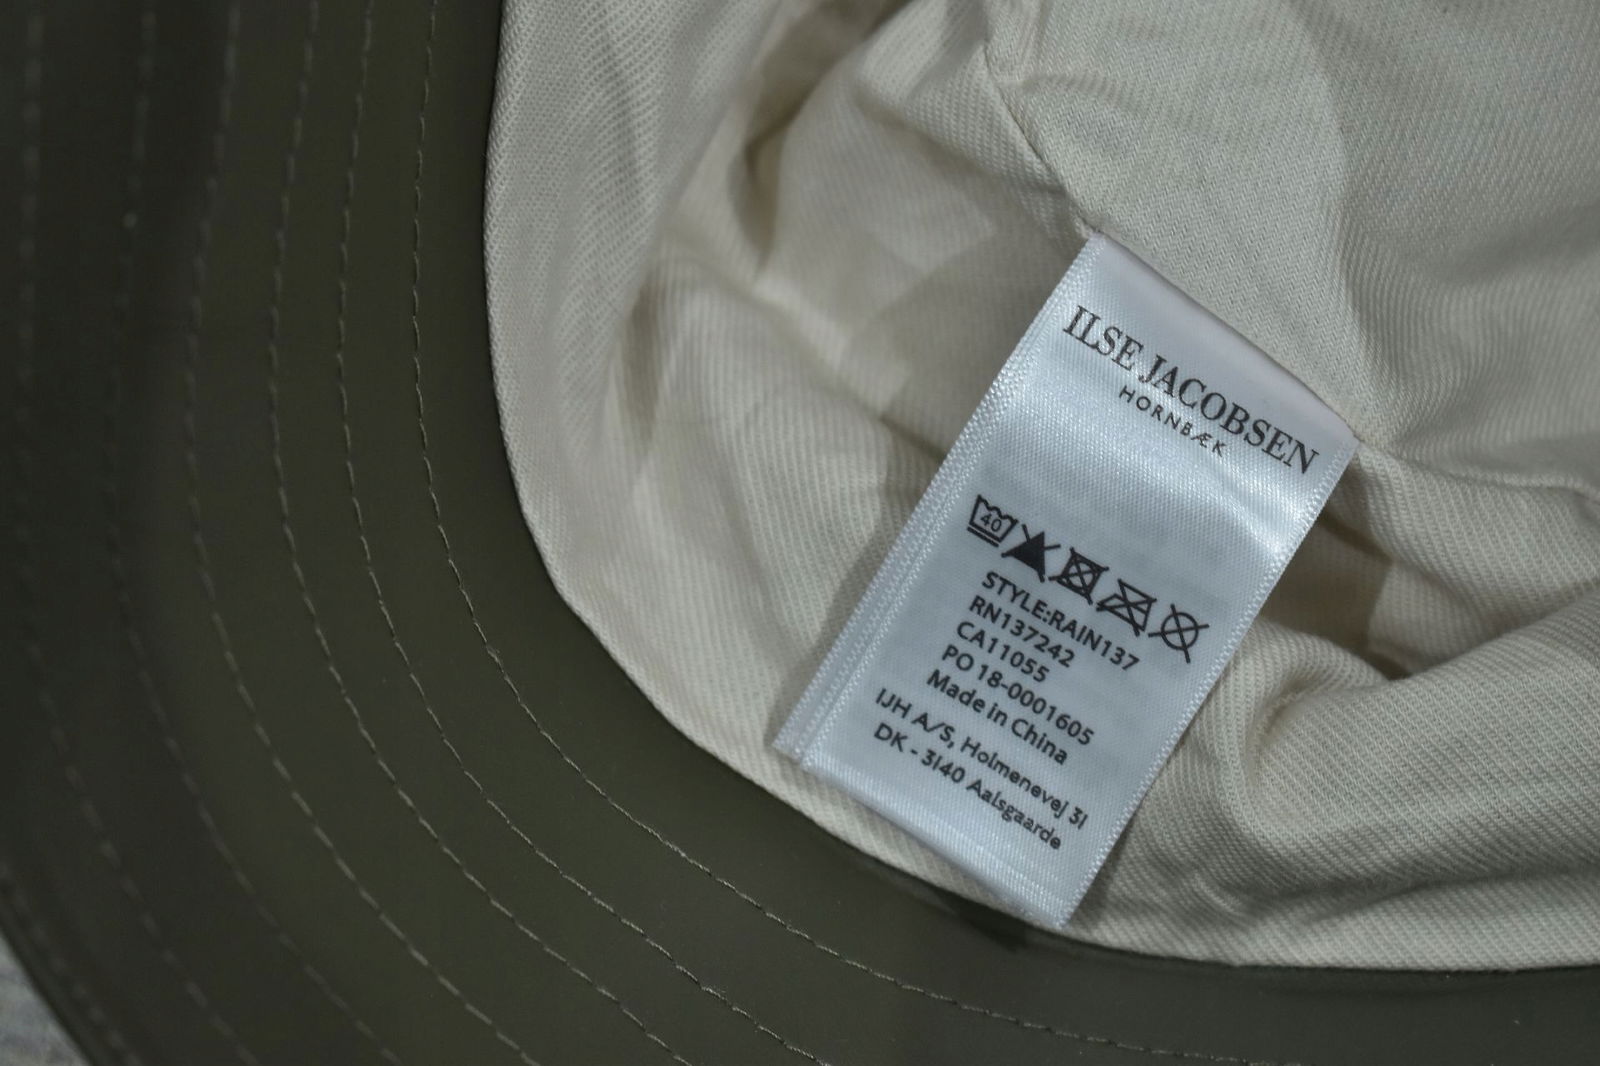 ILSE JACOBSEN
HORNBÆK
40
STYLE:RAIN137
RN137242
CA11055
PO 18-0001605
Made in China
IJH A/S, Holmenevej 31
DK - 3140 Aalsgaarde